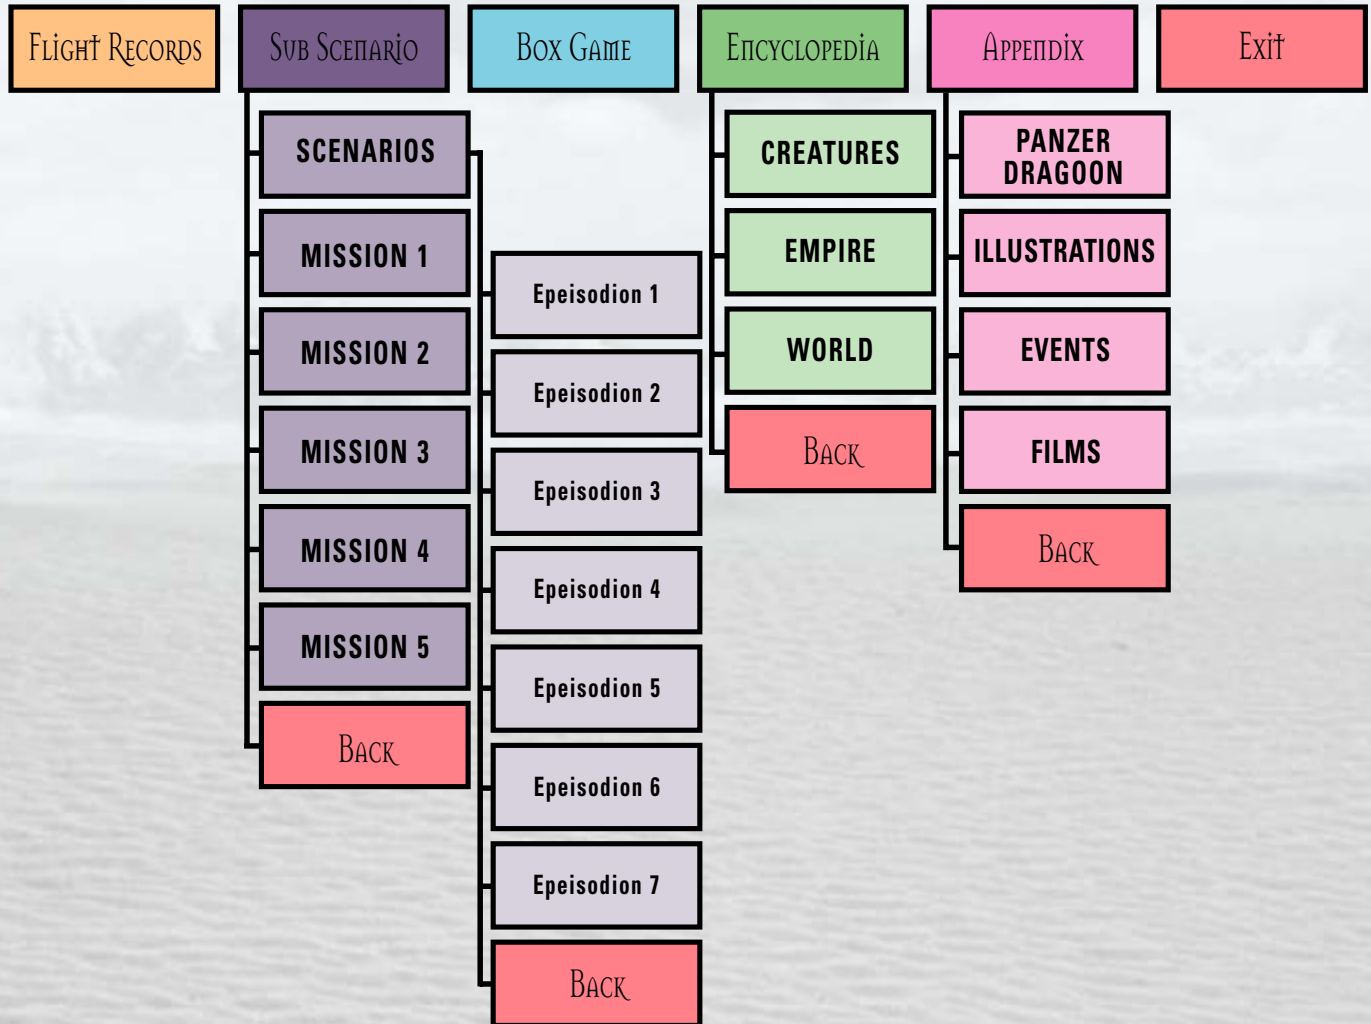 Flight Records
Sub Scenario
Box Game
Encyclopedia
Appendix
Exit
SCENARIOS
MISSION 1
MISSION 2
MISSION 3
MISSION 4
MISSION 5
Back
Epeisodion 1
Epeisodion 2
Epeisodion 3
Epeisodion 4
Epeisodion 5
Epeisodion 6
Epeisodion 7
Back
CREATURES
EMPIRE
WORLD
Back
PANZER
DRAGOON
ILLUSTRATIONS
EVENTS
FILMS
Back